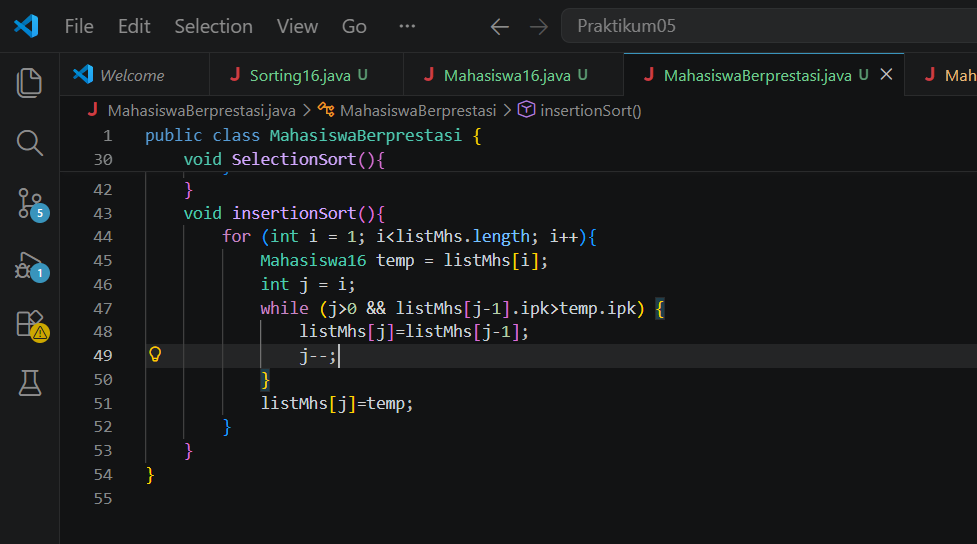 File Edit Selection View Go ··· ← → Praktikum05
Welcome J Sorting16.java U J Mahasiswa16.java U J MahasiswaBerprestasi.java U × J Mah
J MahasiswaBerprestasi.java > MahasiswaBerprestasi > insertionSort()
1 public class MahasiswaBerprestasi {
30 void SelectionSort(){
42 }
43 void insertionSort(){
44 for (int i = 1; i<listMhs.length; i++){
45 Mahasiswa16 temp = listMhs[i];
46 int j = i;
47 while (j>0 && listMhs[j-1].ipk>temp.ipk) {
48 listMhs[j]=listMhs[j-1];
49 j--;
50 }
51 listMhs[j]=temp;
52 }
53 }
54 }
55
5
1